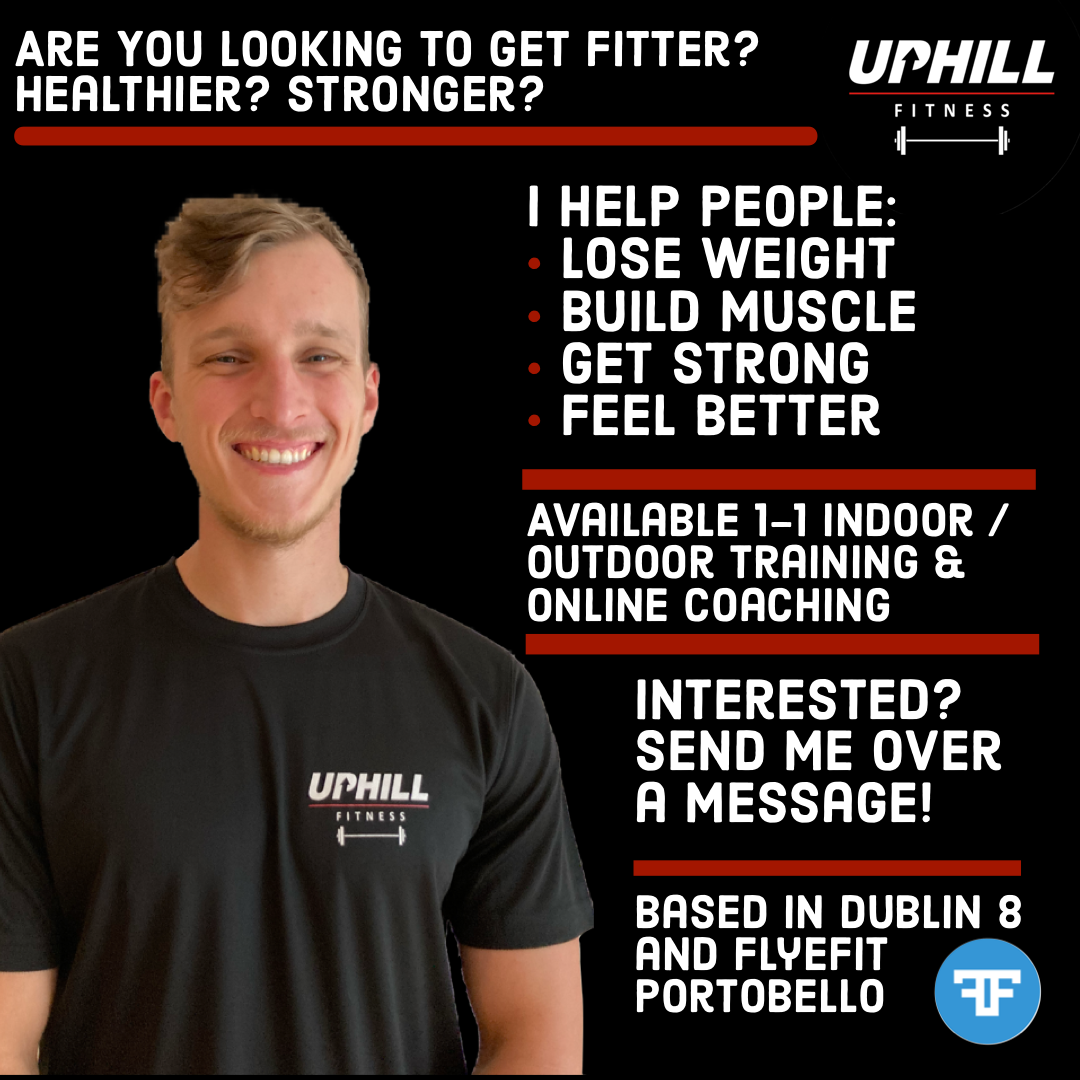 ARE YOU LOOKING TO GET FITTER?
HEALTHIER? STRONGER?
UPHILL
FITNESS
I HELP PEOPLE:
• LOSE WEIGHT
• BUILD MUSCLE
• GET STRONG
• FEEL BETTER
AVAILABLE 1-1 INDOOR /
OUTDOOR TRAINING &
ONLINE COACHING
INTERESTED?
SEND ME OVER
A MESSAGE!
UPHILL
FITNESS
BASED IN DUBLIN 8
AND FLYEFIT
PORTOBELLO
FF